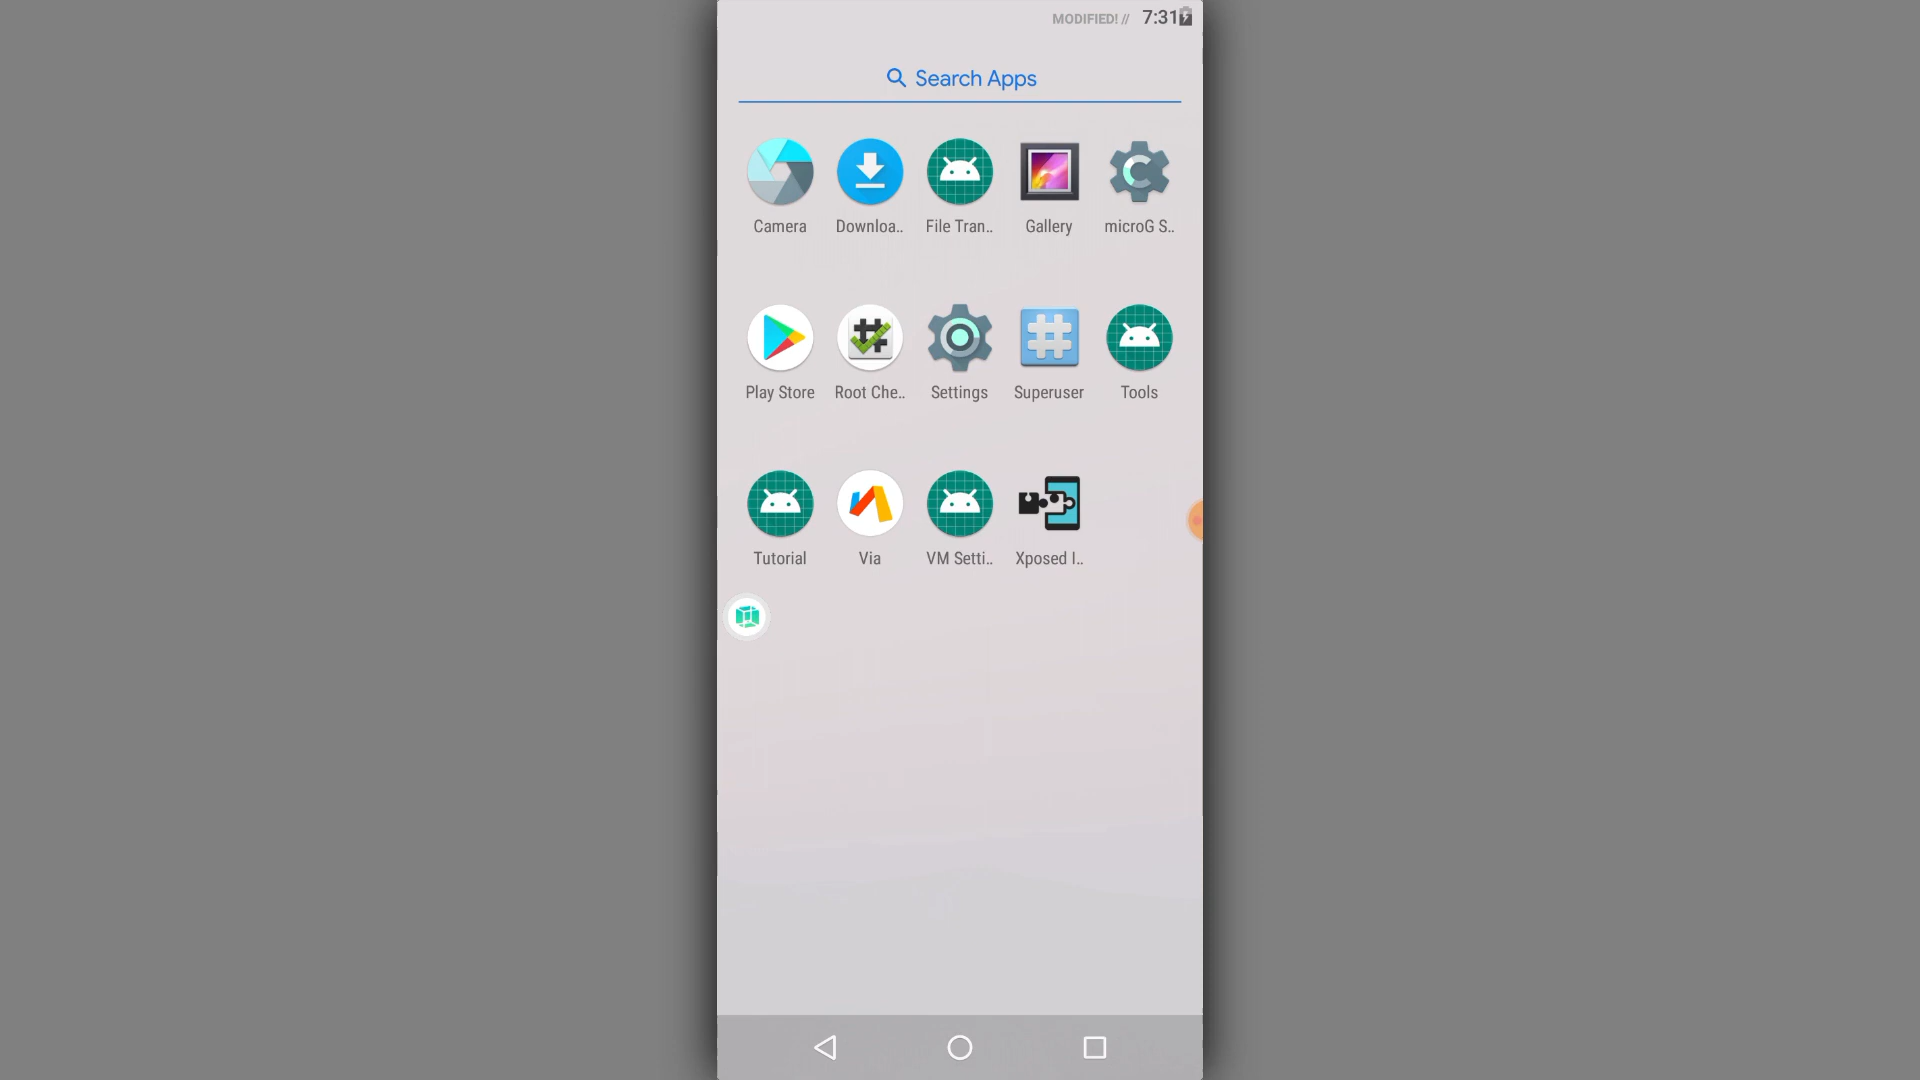 MODIFIED! // 7:31
Search Apps
Camera Downloa.. File Tran.. Gallery microG S..
Play Store Root Che.. Settings Superuser Tools
Tutorial Via VM Setti.. Xposed I..